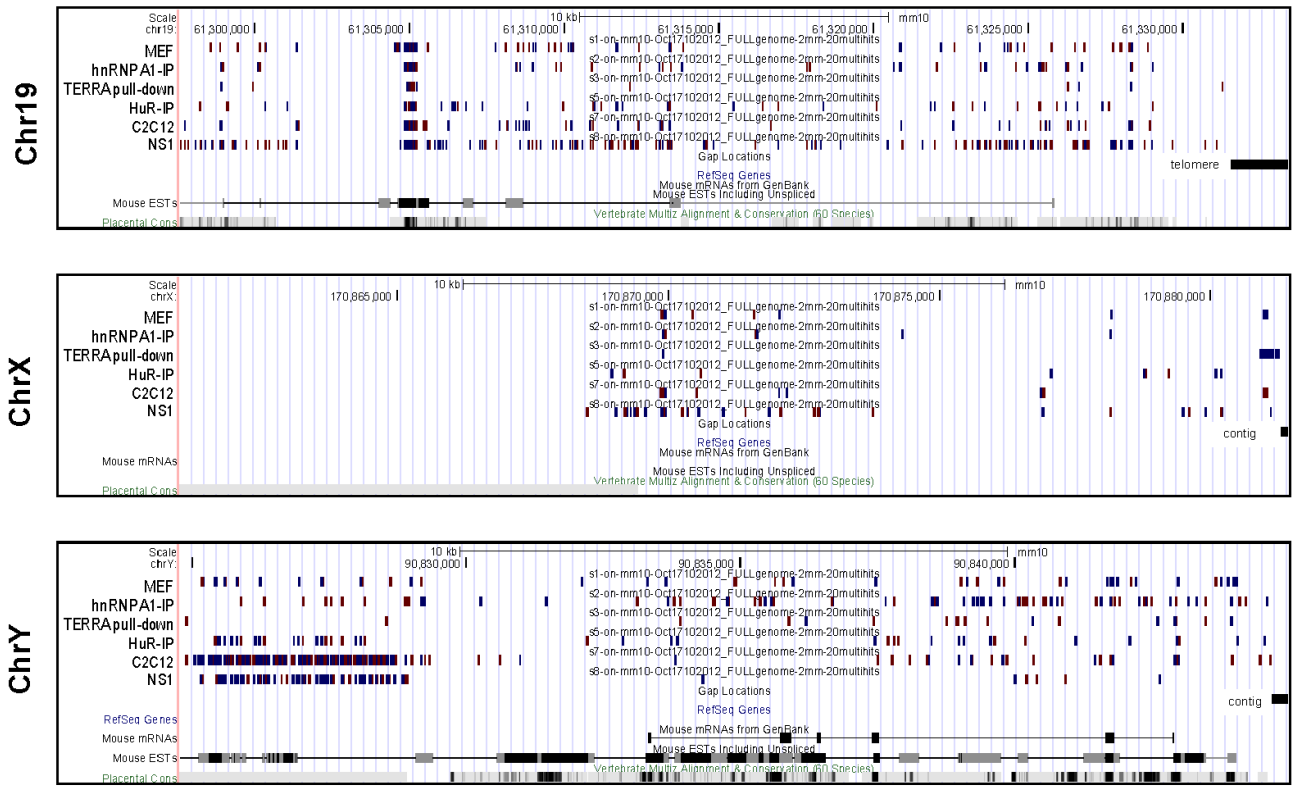 Chr19
Scale 10 kb mm10
chr19: 61,300,000 61,305,000 61,310,000 61,315,000 61,320,000 61,325,000 61,330,000
s1-on-mm10-Oct17102012_FULLgenome-2mm-20multihits
MEF
s2-on-mm10-Oct17102012_FULLgenome-2mm-20multihits
hnRNPA1-IP
s3-on-mm10-Oct17102012_FULLgenome-2mm-20multihits
TERRA pull-down
s5-on-mm10-Oct17102012_FULLgenome-2mm-20multihits
HuR-IP
s7-on-mm10-Oct17102012_FULLgenome-2mm-20multihits
C2C12
s8-on-mm10-Oct17102012_FULLgenome-2mm-20multihits
NS1
Gap Locations
telomere
RefSeq Genes
Mouse mRNAs from GenBank
Mouse ESTs Including Unspliced
Mouse ESTs
Vertebrate Multiz Alignment & Conservation (60 Species)
Placental Cons
ChrX
Scale 10 kb mm10
chrX: 170,865,000 170,870,000 170,875,000 170,880,000
s1-on-mm10-Oct17102012_FULLgenome-2mm-20multihits
MEF
s2-on-mm10-Oct17102012_FULLgenome-2mm-20multihits
hnRNPA1-IP
s3-on-mm10-Oct17102012_FULLgenome-2mm-20multihits
TERRA pull-down
s5-on-mm10-Oct17102012_FULLgenome-2mm-20multihits
HuR-IP
s7-on-mm10-Oct17102012_FULLgenome-2mm-20multihits
C2C12
s8-on-mm10-Oct17102012_FULLgenome-2mm-20multihits
NS1
Gap Locations
contig
RefSeq Genes
Mouse mRNAs from GenBank
Mouse mRNAs
Mouse ESTs Including Unspliced
Vertebrate Multiz Alignment & Conservation (60 Species)
Placental Cons
ChrY
Scale 10 kb mm10
chrY: 90,830,000 90,835,000 90,840,000
s1-on-mm10-Oct17102012_FULLgenome-2mm-20multihits
MEF
s2-on-mm10-Oct17102012_FULLgenome-2mm-20multihits
hnRNPA1-IP
s3-on-mm10-Oct17102012_FULLgenome-2mm-20multihits
TERRA pull-down
s5-on-mm10-Oct17102012_FULLgenome-2mm-20multihits
HuR-IP
s7-on-mm10-Oct17102012_FULLgenome-2mm-20multihits
C2C12
s8-on-mm10-Oct17102012_FULLgenome-2mm-20multihits
NS1
Gap Locations
contig
RefSeq Genes
RefSeq Genes
Mouse mRNAs from GenBank
Mouse mRNAs
Mouse ESTs Including Unspliced
Mouse ESTs
Vertebrate Multiz Alignment & Conservation (60 Species)
Placental Cons